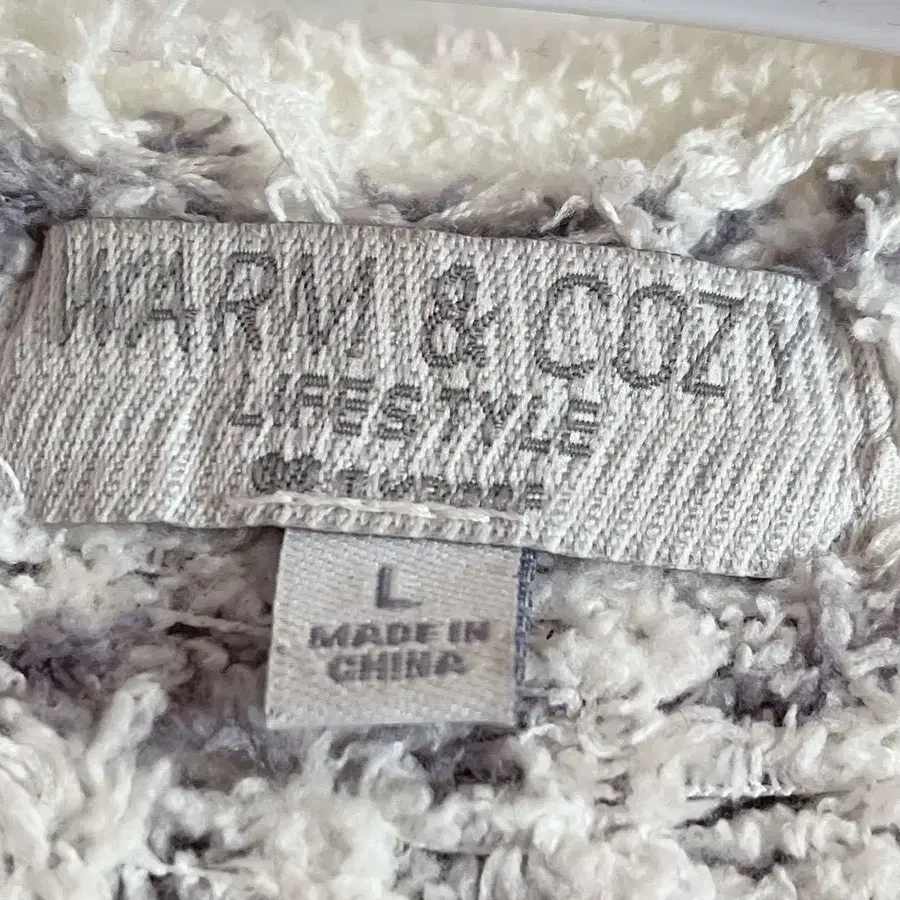 WARM & COZY
LIFESTYLE
L
MADE IN
CHINA